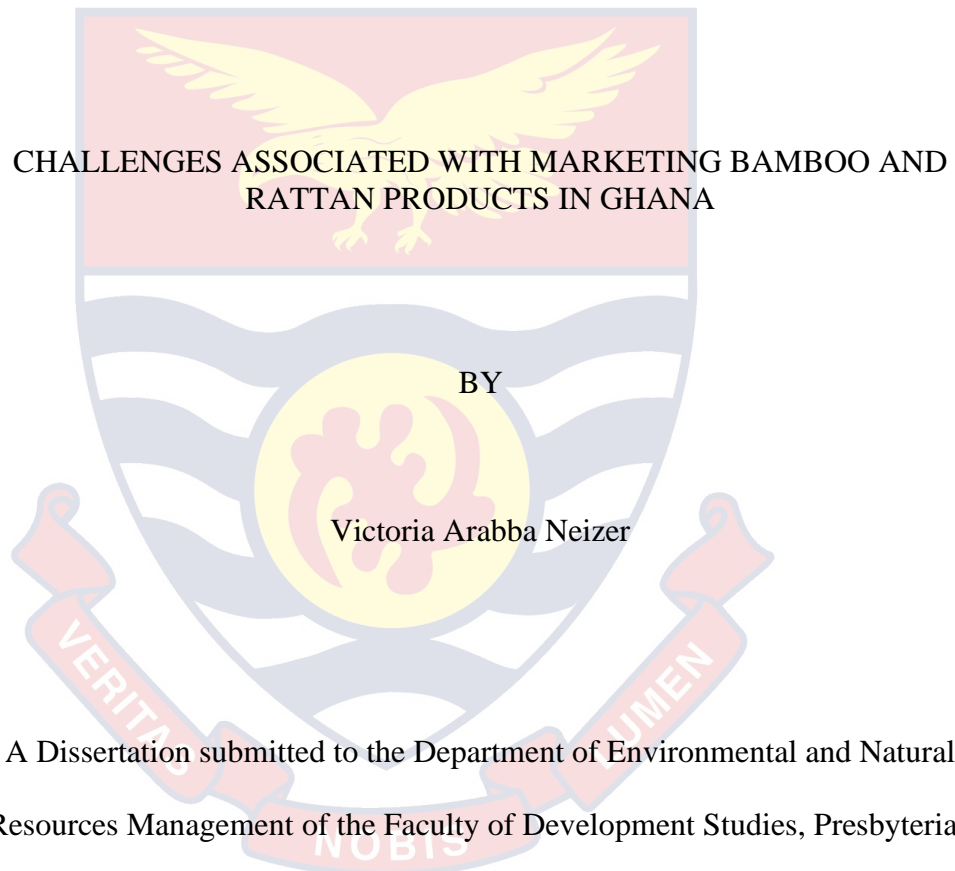 CHALLENGES ASSOCIATED WITH MARKETING BAMBOO AND
RATTAN PRODUCTS IN GHANA
BY
Victoria Arabba Neizer
VERITAS
NOBIS
LUMEN
A Dissertation submitted to the Department of Environmental and Natural
Resources Management of the Faculty of Development Studies, Presbyteria